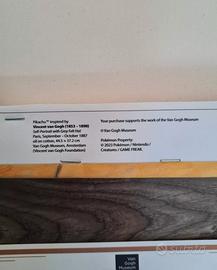 Pikachu™ inspired by
Vincent van Gogh (1853 - 1890)
Self-Portrait with Grey Felt Hat
Paris, September - October 1887
oil on cotton, 44.5 × 37.2 cm
Van Gogh Museum, Amsterdam
(Vincent van Gogh Foundation)
Your purchase supports the work of the Van Gogh Museum
© Van Gogh Museum
Pokémon Property:
© 2023 Pokémon / Nintendo /
Creatures / GAME FREAK.
Van
Gogh
Museum
subito.it